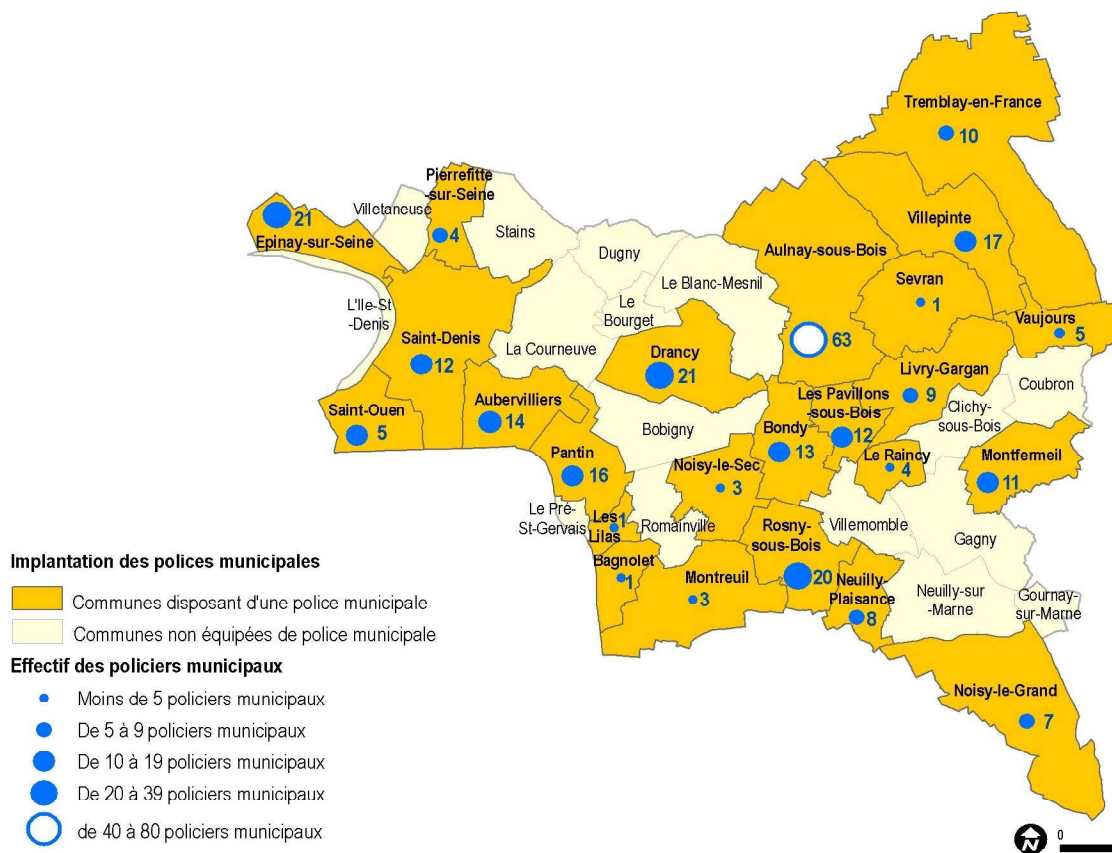 Tremblay-en-France
10
Pierrefitte
-sur-Seine
4
Villetaneuse
Stains
21
Epinay-sur-Seine
Villepinte
17
Aulnay-sous-Bois
63
Dugny
Le Blanc-Mesnil
Le
Bourget
Sevran
1
L'Ile-St
-Denis
Saint-Denis
12
La Courneuve
Drancy
21
Vaujours
5
Livry-Gargan
9
Coubron
Clichy-
sous-Bois
Les Pavillons
-sous-Bois
12
Saint-Ouen
5
Aubervilliers
14
Bobigny
Bondy
13
Le Raincy
4
Montfermeil
11
Pantin
16
Noisy-le-Sec
3
Le Pré-
St-Gervais
Les
Lilas
1
Romainville
Rosny-
sous-Bois
20
Villemomble
Gagny
Bagnolet
1
Montreuil
3
Neuilly-
Plaisance
8
Neuilly-sur
-Marne
Gournay-
sur-Marne
Noisy-le-Grand
7
Implantation des polices municipales
Communes disposant d'une police municipale
Communes non équipées de police municipale
Effectif des policiers municipaux
Moins de 5 policiers municipaux
De 5 à 9 policiers municipaux
De 10 à 19 policiers municipaux
De 20 à 39 policiers municipaux
de 40 à 80 policiers municipaux
N
0